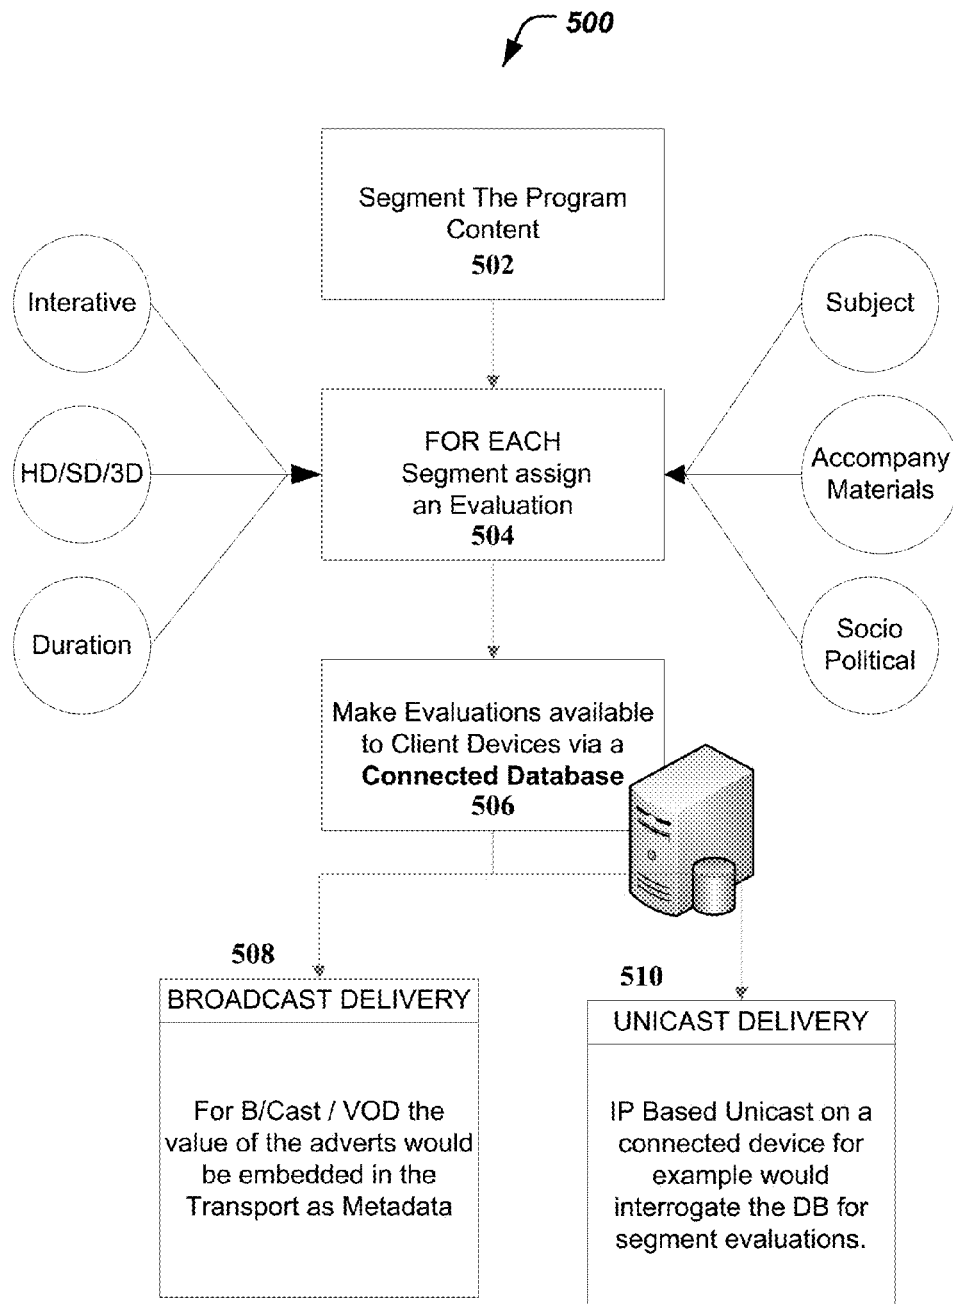 500
Segment The Program
Content
502
Interative
HD/SD/3D
Duration
FOR EACH
Segment assign
an Evaluation
504
Subject
Accompany
Materials
Socio
Political
Make Evaluations available
to Client Devices via a
Connected Database
506
508
BROADCAST DELIVERY
For B/Cast / VOD the
value of the adverts would
be embedded in the
Transport as Metadata
510
UNICAST DELIVERY
IP Based Unicast on a
connected device for
example would
interrogate the DB for
segment evaluations.